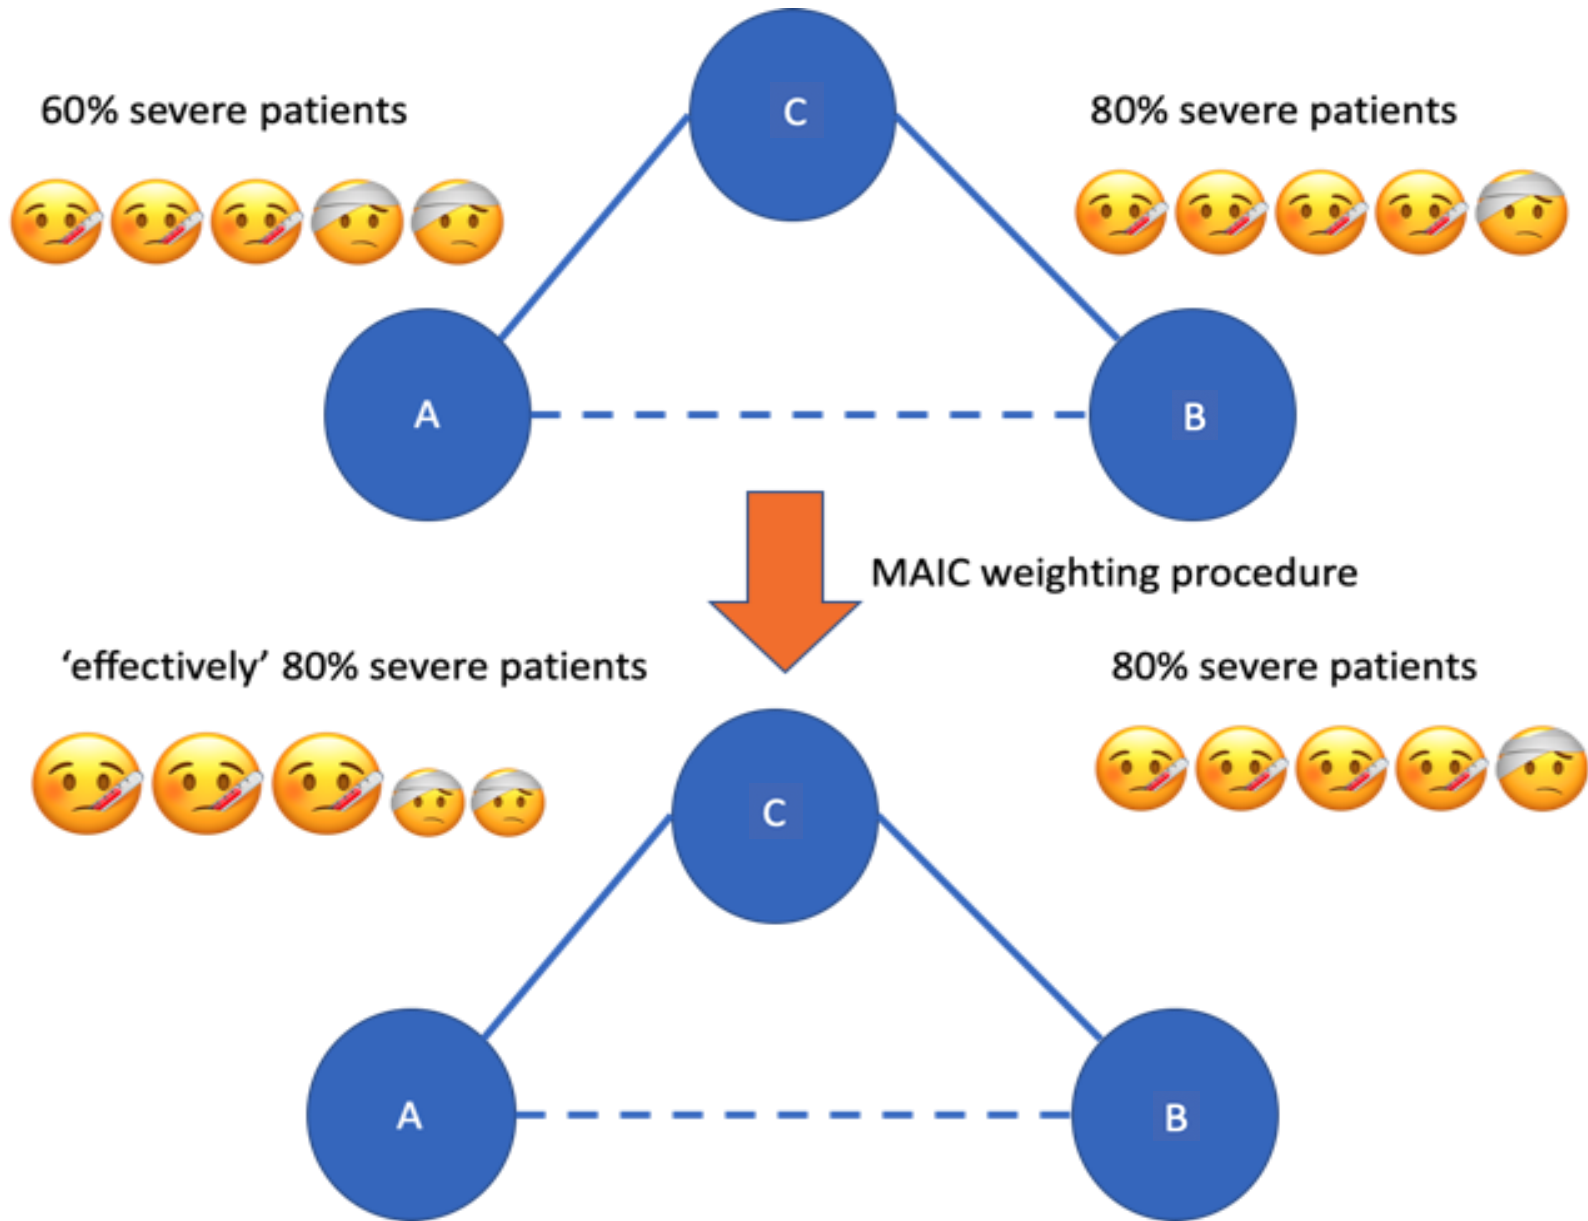 C
60% severe patients
80% severe patients
A
B
MAIC weighting procedure
‘effectively’ 80% severe patients
80% severe patients
C
A
B